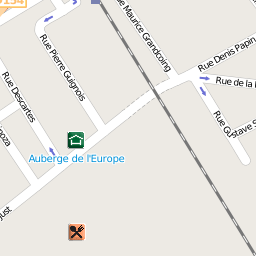 Rue Pierre Guignois
Rue Maurice Grandcoing
Rue Denis Papin
Rue de la
Rue Descartes
Rue Gustave
Auberge de l'Europe